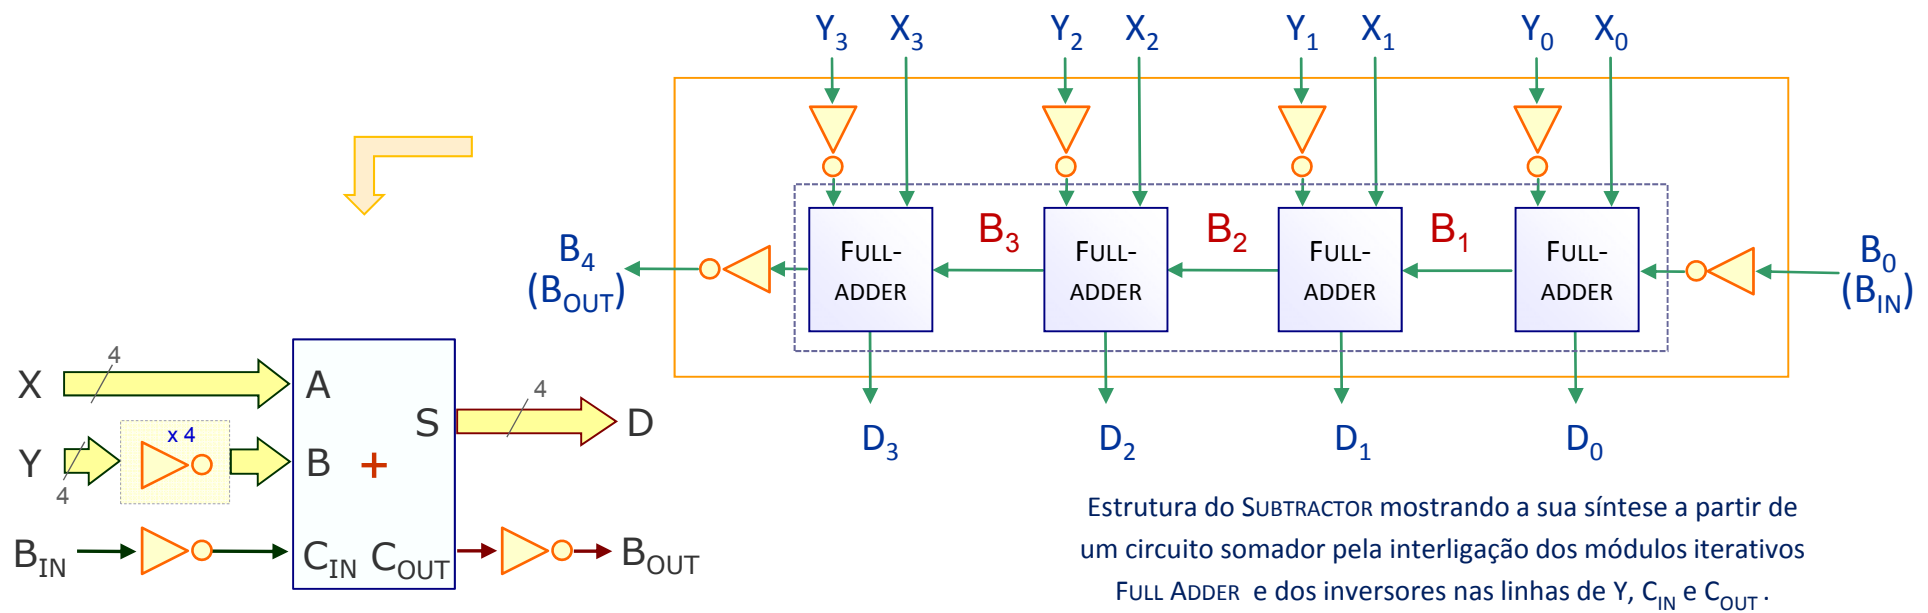 Y3 X3 Y2 X2 Y1 X1 Y0 X0
B3 B2 B1
FULL-ADDER FULL-ADDER FULL-ADDER FULL-ADDER
B4
(BOUT)
B0
(BIN)
D3 D2 D1 D0
X 4 A
S 4 D
Y 4 x 4 B +
BIN CIN COUT BOUT
Estrutura do SUBTRACTOR mostrando a sua síntese a partir de
um circuito somador pela interligação dos módulos iterativos
FULL ADDER e dos inversores nas linhas de Y, CIN e COUT .